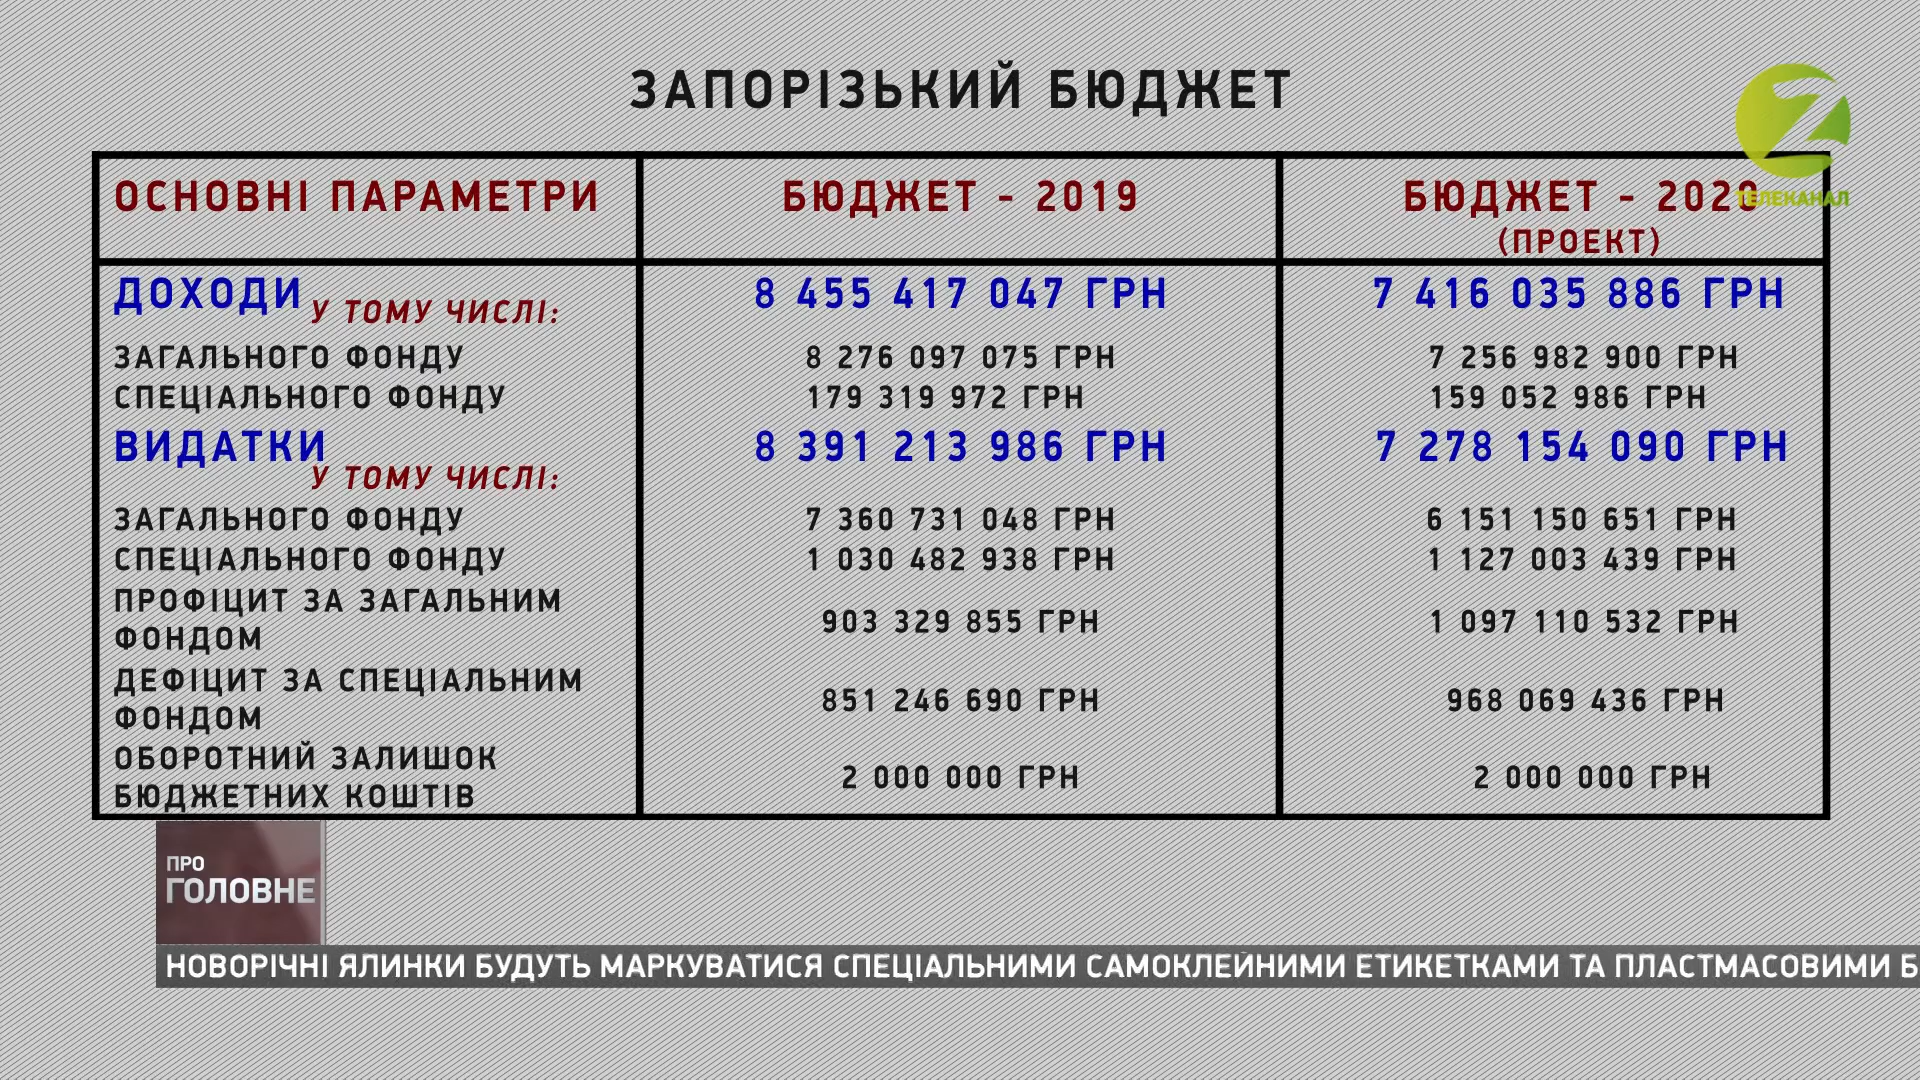 ЗАПОРІЗЬКИЙ БЮДЖЕТ
ТЕЛЕКАНАЛ
ОСНОВНІ ПАРАМЕТРИ БЮДЖЕТ - 2019 БЮДЖЕТ - 2020
(ПРОЕКТ)
ДОХОДИ 8 455 417 047 ГРН 7 416 035 886 ГРН
У ТОМУ ЧИСЛІ:
ЗАГАЛЬНОГО ФОНДУ 8 276 097 075 ГРН 7 256 982 900 ГРН
СПЕЦІАЛЬНОГО ФОНДУ 179 319 972 ГРН 159 052 986 ГРН
ВИДАТКИ 8 391 213 986 ГРН 7 278 154 090 ГРН
У ТОМУ ЧИСЛІ:
ЗАГАЛЬНОГО ФОНДУ 7 360 731 048 ГРН 6 151 150 651 ГРН
СПЕЦІАЛЬНОГО ФОНДУ 1 030 482 938 ГРН 1 127 003 439 ГРН
ПРОФІЦИТ ЗА ЗАГАЛЬНИМ
ФОНДОМ 903 329 855 ГРН 1 097 110 532 ГРН
ДЕФІЦИТ ЗА СПЕЦІАЛЬНИМ
ФОНДОМ 851 246 690 ГРН 968 069 436 ГРН
ОБОРОТНИЙ ЗАЛИШОК
БЮДЖЕТНИХ КОШТІВ 2 000 000 ГРН 2 000 000 ГРН
ПРО
ГОЛОВНЕ
НОВОРІЧНІ ЯЛИНКИ БУДУТЬ МАРКУВАТИСЯ СПЕЦІАЛЬНИМИ САМОКЛЕЙНИМИ ЕТИКЕТКАМИ ТА ПЛАСТМАСОВИМИ Б